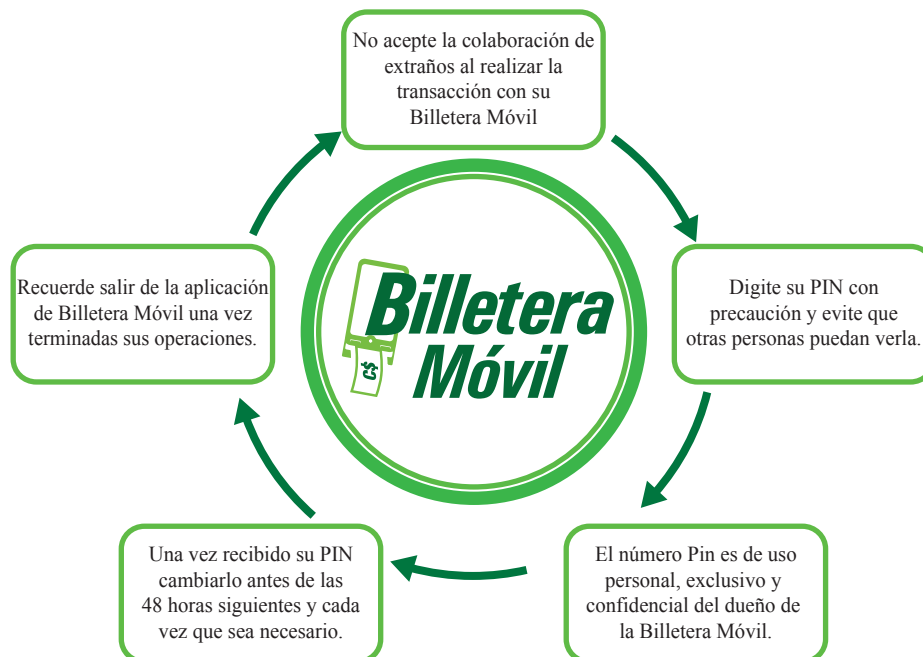 No acepte la colaboración de
extraños al realizar la
transacción con su
Billetera Móvil
Digite su PIN con
precaución y evite que
otras personas puedan verla.
El número Pin es de uso
personal, exclusivo y
confidencial del dueño de
la Billetera Móvil.
Una vez recibido su PIN
cambiarlo antes de las
48 horas siguientes y cada
vez que sea necesario.
Recuerde salir de la aplicación
de Billetera Móvil una vez
terminadas sus operaciones.
Billetera
Móvil
C$